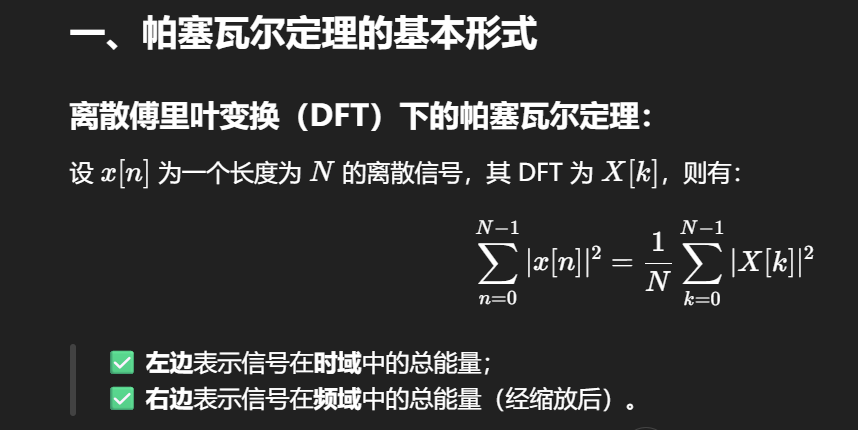 一、帕塞瓦尔定理的基本形式
离散傅里叶变换（DFT）下的帕塞瓦尔定理：
设 x[n] 为一个长度为 N 的离散信号，其 DFT 为 X[k]，则有：
\sum_{n=0}^{N-1} |x[n]|^2 = \frac{1}{N} \sum_{k=0}^{N-1} |X[k]|^2
✅ 左边表示信号在时域中的总能量；
✅ 右边表示信号在频域中的总能量（经缩放后）。